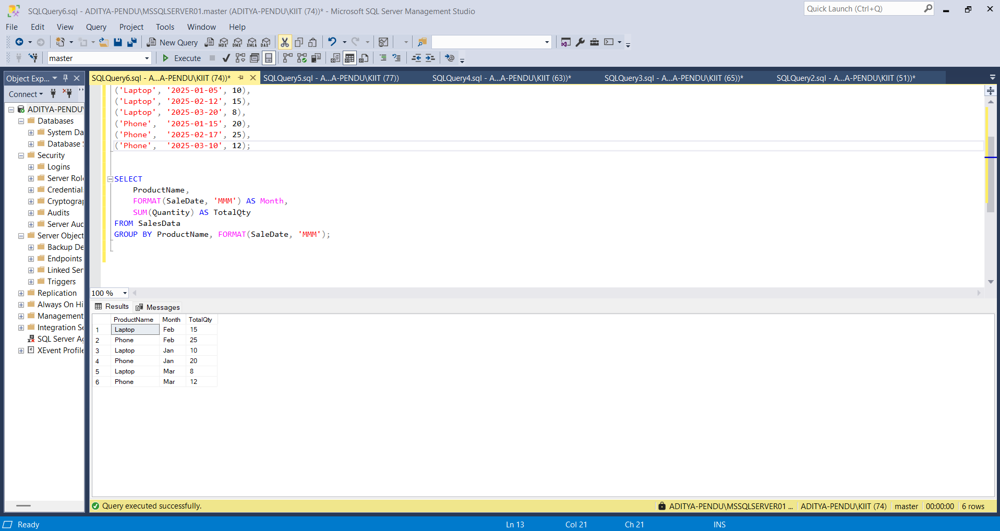 SQLQuery6.sql - ADITYA-PENDU\MSSQLSERVER01.master (ADITYA-PENDU\KIIT (74))* - Microsoft SQL Server Management Studio
Quick Launch (Ctrl+Q)
File Edit View Query Project Tools Window Help
New Query MDX DMX XMLA DAX
master Execute
Object Exp...
SQLQuery6.sql - A...A-PENDU\KIIT (74))* SQLQuery5.sql - A...A-PENDU\KIIT (77)) SQLQuery4.sql - A...A-PENDU\KIIT (63))* SQLQuery3.sql - A...A-PENDU\KIIT (65))* SQLQuery2.sql - A...A-PENDU\KIIT (51))*
Connect
ADITYA-PENDU\
Databases
System Da
Database S
Security
Logins
Server Role
Credential
Cryptograp
Audits
Server Aud
Server Object
Backup De
Endpoints
Linked Ser
Triggers
Replication
Always On Hi
Management
Integration Se
SQL Server Ag
XEvent Profile
('Laptop', '2025-01-05', 10),
('Laptop', '2025-02-12', 15),
('Laptop', '2025-03-20', 8),
('Phone',  '2025-01-15', 20),
('Phone',  '2025-02-17', 25),
('Phone',  '2025-03-10', 12);
SELECT
    ProductName,
    FORMAT(SaleDate, 'MMM') AS Month,
    SUM(Quantity) AS TotalQty
FROM SalesData
GROUP BY ProductName, FORMAT(SaleDate, 'MMM');
100 %
Results Messages
ProductName Month TotalQty
1 Laptop Feb 15
2 Phone Feb 25
3 Laptop Jan 10
4 Phone Jan 20
5 Laptop Mar 8
6 Phone Mar 12
Query executed successfully. ADITYA-PENDU\MSSQLSERVER01 ... ADITYA-PENDU\KIIT (74) master 00:00:00 6 rows
Ready Ln 13 Col 21 Ch 21 INS